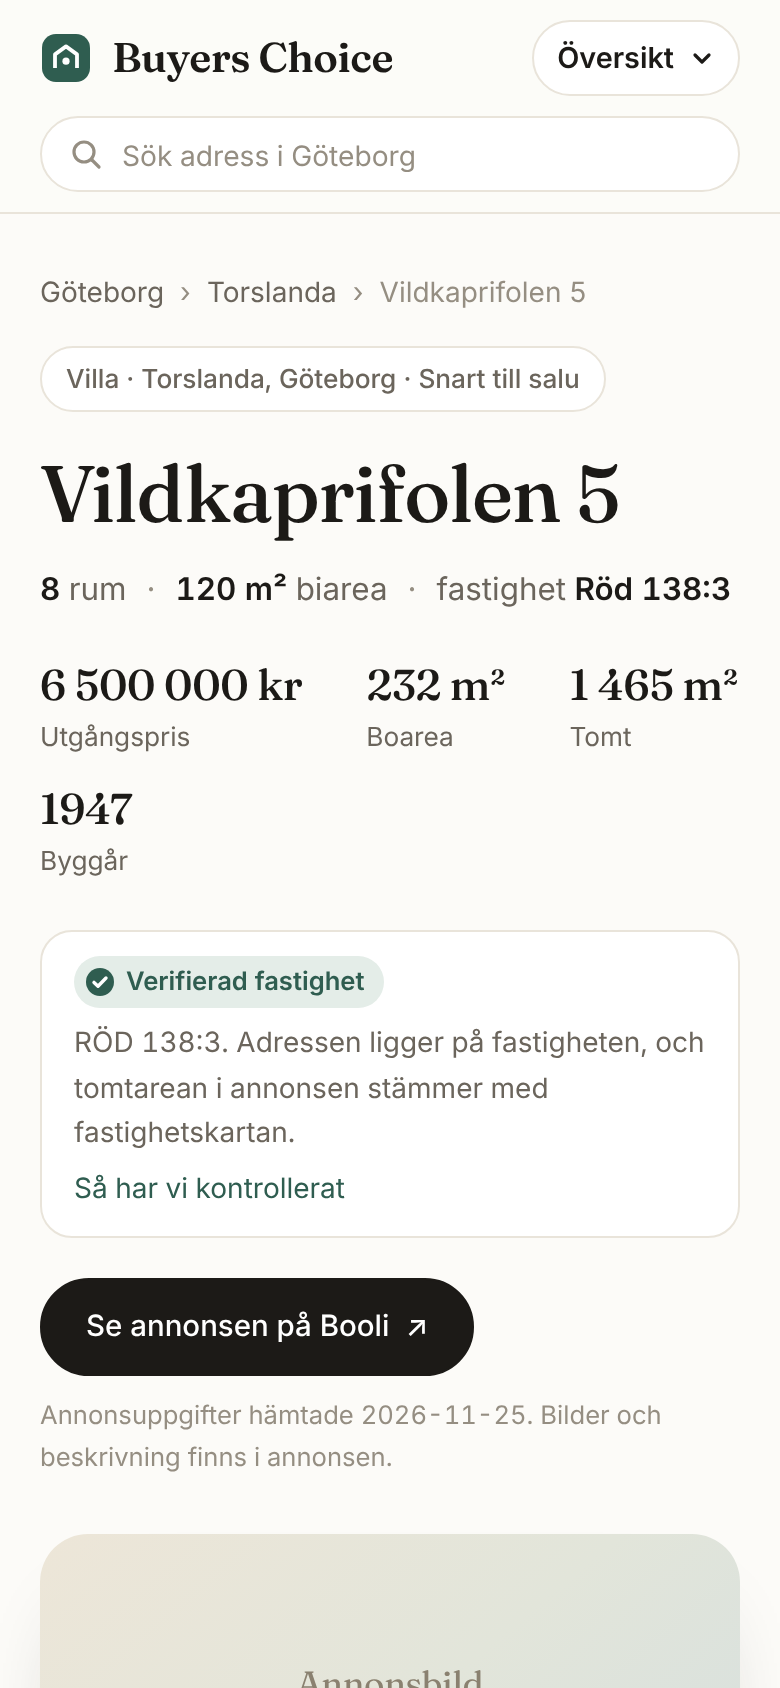 Buyers Choice
Översikt
Sök adress i Göteborg
Göteborg › Torslanda › Vildkaprifolen 5
Villa · Torslanda, Göteborg · Snart till salu
Vildkaprifolen 5
8 rum · 120 m² biarea · fastighet Röd 138:3
6 500 000 kr 232 m² 1 465 m²
Utgångspris Boarea Tomt
1947
Byggår
Verifierad fastighet
RÖD 138:3. Adressen ligger på fastigheten, och
tomtarean i annonsen stämmer med
fastighetskartan.
Så har vi kontrollerat
Se annonsen på Booli ↗
Annonsuppgifter hämtade 2026-11-25. Bilder och
beskrivning finns i annonsen.
Annonsbild